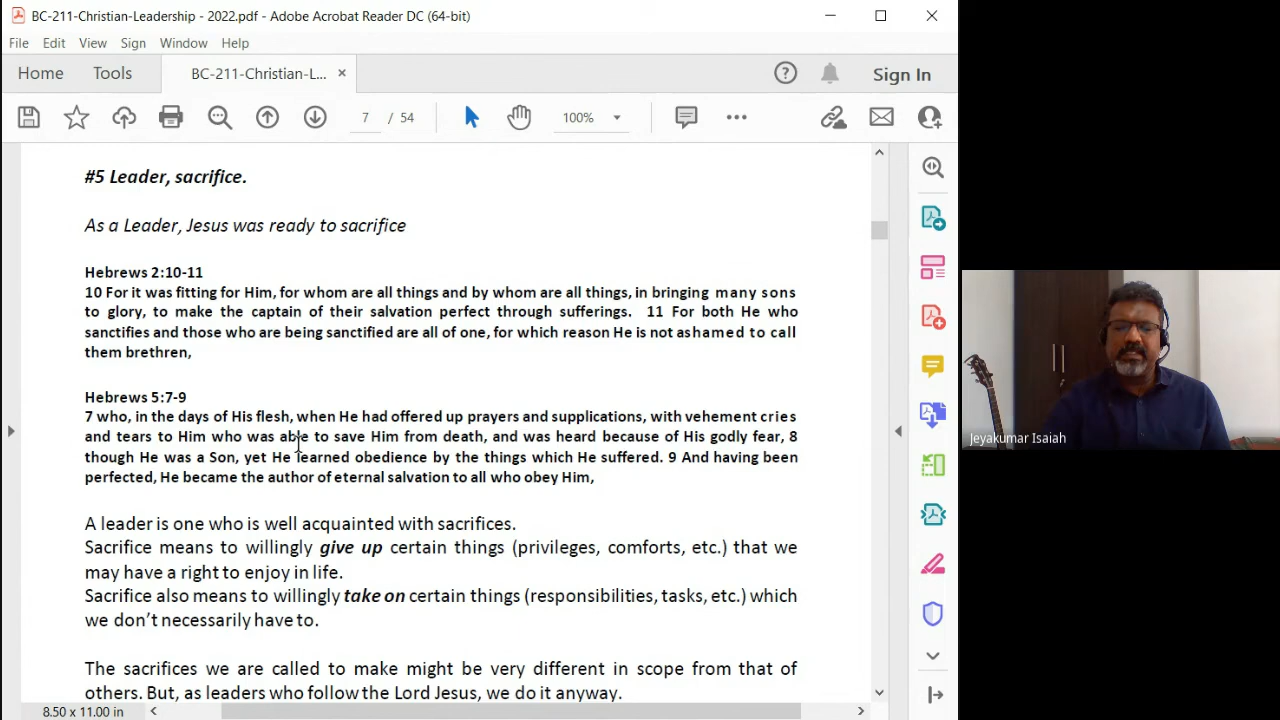 BC-211-Christian-Leadership - 2022.pdf - Adobe Acrobat Reader DC (64-bit)
File Edit View Sign Window Help
Home Tools BC-211-Christian-L... × Sign In
7 / 54 100%
#5 Leader, sacrifice.
As a Leader, Jesus was ready to sacrifice
Hebrews 2:10-11
10 For it was fitting for Him, for whom are all things and by whom are all things, in bringing many sons
to glory, to make the captain of their salvation perfect through sufferings. 11 For both He who
sanctifies and those who are being sanctified are all of one, for which reason He is not ashamed to call
them brethren,
Hebrews 5:7-9
7 who, in the days of His flesh, when He had offered up prayers and supplications, with vehement cries
and tears to Him who was able to save Him from death, and was heard because of His godly fear, 8
though He was a Son, yet He learned obedience by the things which He suffered. 9 And having been
perfected, He became the author of eternal salvation to all who obey Him,
A leader is one who is well acquainted with sacrifices.
Sacrifice means to willingly give up certain things (privileges, comforts, etc.) that we
may have a right to enjoy in life.
Sacrifice also means to willingly take on certain things (responsibilities, tasks, etc.) which
we don't necessarily have to.
The sacrifices we are called to make might be very different in scope from that of
others. But, as leaders who follow the Lord Jesus, we do it anyway.
8.50 x 11.00 in
Jeyakumar Isaiah